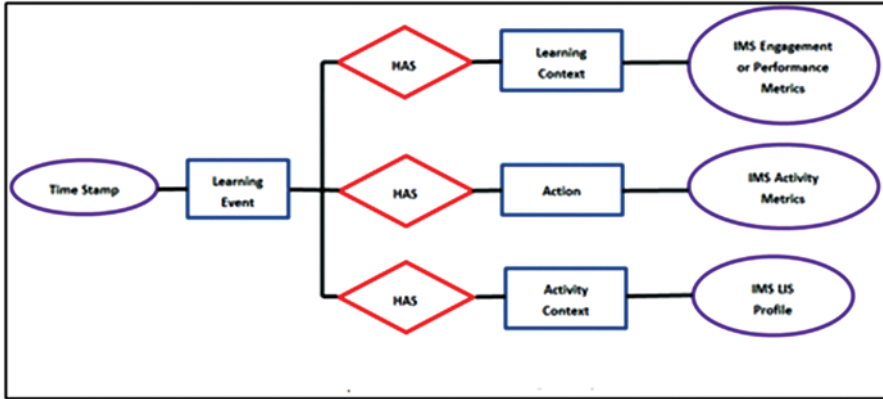 HAS
Learning
Context
IMS Engagement
or Performance
Metrics
Time Stamp
Learning
Event
HAS
Action
IMS Activity
Metrics
HAS
Activity
Context
IMS LIS
Profile